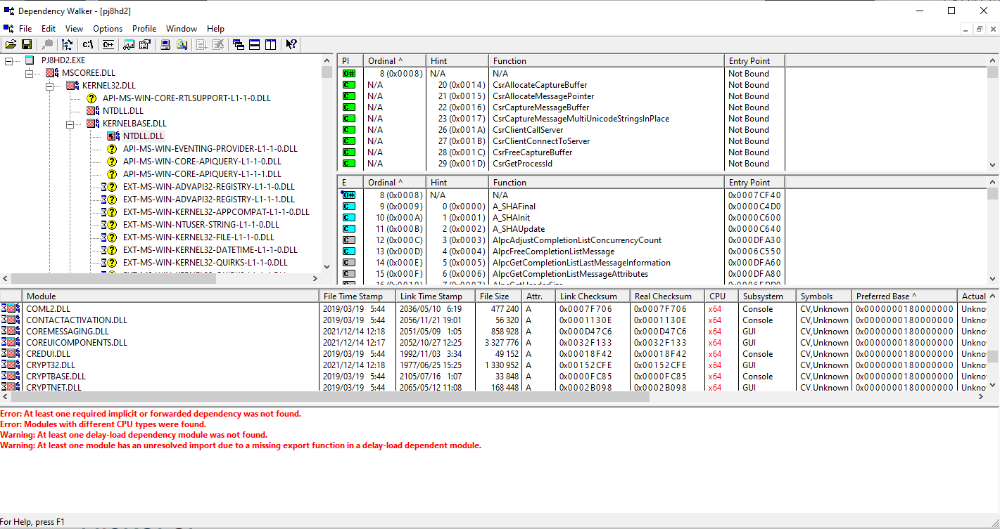 Dependency Walker - [pj8hd2]
File Edit View Options Profile Window Help
c:\ C++
PJ8HD2.EXE
MSCOREE.DLL
KERNEL32.DLL
API-MS-WIN-CORE-RTLSUPPORT-L1-1-0.DLL
NTDLL.DLL
KERNELBASE.DLL
NTDLL.DLL
API-MS-WIN-EVENTING-PROVIDER-L1-1-0.DLL
API-MS-WIN-CORE-APIQUERY-L1-1-0.DLL
API-MS-WIN-CORE-APIQUERY-L1-1-1.DLL
EXT-MS-WIN-ADVAPI32-REGISTRY-L1-1-0.DLL
EXT-MS-WIN-ADVAPI32-REGISTRY-L1-1-1.DLL
EXT-MS-WIN-KERNEL32-APPCOMPAT-L1-1-0.DLL
EXT-MS-WIN-NTUSER-STRING-L1-1-0.DLL
EXT-MS-WIN-KERNEL32-FILE-L1-1-0.DLL
EXT-MS-WIN-KERNEL32-DATETIME-L1-1-0.DLL
EXT-MS-WIN-KERNEL32-QUIRKS-L1-1-0.DLL
PI Ordinal ^ Hint Function Entry Point
O# 8 (0x0008) N/A N/A Not Bound
C N/A 20 (0x0014) CsrAllocateCaptureBuffer Not Bound
C N/A 21 (0x0015) CsrAllocateMessagePointer Not Bound
C N/A 22 (0x0016) CsrCaptureMessageBuffer Not Bound
C N/A 23 (0x0017) CsrCaptureMessageMultiUnicodeStringsInPlace Not Bound
C N/A 26 (0x001A) CsrClientCallServer Not Bound
C N/A 27 (0x001B) CsrClientConnectToServer Not Bound
C N/A 28 (0x001C) CsrFreeCaptureBuffer Not Bound
C N/A 29 (0x001D) CsrGetProcessId Not Bound
E Ordinal ^ Hint Function Entry Point
O# 8 (0x0008) N/A N/A 0x0007CF40
C 9 (0x0009) 0 (0x0000) A_SHAFinal 0x0000C4D0
C 10 (0x000A) 1 (0x0001) A_SHAInit 0x0000C600
C 11 (0x000B) 2 (0x0002) A_SHAUpdate 0x0000C640
C 12 (0x000C) 3 (0x0003) AlpcAdjustCompletionListConcurrencyCount 0x000DFA30
C 13 (0x000D) 4 (0x0004) AlpcFreeCompletionListMessage 0x0006C550
C 14 (0x000E) 5 (0x0005) AlpcGetCompletionListLastMessageInformation 0x000DFA60
C 15 (0x000F) 6 (0x0006) AlpcGetCompletionListMessageAttributes 0x000DFA80
Module File Time Stamp Link Time Stamp File Size Attr. Link Checksum Real Checksum CPU Subsystem Symbols Preferred Base ^ Actual
COML2.DLL 2019/03/19 5:44 2036/05/10 6:19 477 240 A 0x0007F706 0x0007F706 x64 Console CV,Unknown 0x0000000180000000 Unkno
CONTACTACTIVATION.DLL 2019/03/19 5:44 2056/11/21 19:01 56 320 A 0x0001130E 0x0001130E x64 Console CV,Unknown 0x0000000180000000 Unkno
COREMESSAGING.DLL 2021/12/14 12:18 2051/05/09 1:05 858 928 A 0x000D47C6 0x000D47C6 x64 GUI CV,Unknown 0x0000000180000000 Unkno
COREUICOMPONENTS.DLL 2021/12/14 12:17 2052/10/27 12:25 3 327 776 A 0x0032F133 0x0032F133 x64 GUI CV,Unknown 0x0000000180000000 Unkno
CREDUI.DLL 2019/03/19 5:44 1992/11/03 3:34 49 152 A 0x00018F42 0x00018F42 x64 Console CV,Unknown 0x0000000180000000 Unkno
CRYPT32.DLL 2021/12/14 12:18 1977/06/25 15:25 1 330 952 A 0x00152CFE 0x00152CFE x64 GUI CV,Unknown 0x0000000180000000 Unkno
CRYPTBASE.DLL 2019/03/19 5:44 2105/07/16 1:07 33 848 A 0x0000FC85 0x0000FC85 x64 Console CV,Unknown 0x0000000180000000 Unkno
CRYPTNET.DLL 2019/03/19 5:44 2065/05/12 11:08 168 448 A 0x0002B098 0x0002B098 x64 GUI CV,Unknown 0x0000000180000000 Unkno
Error: At least one required implicit or forwarded dependency was not found.
Error: Modules with different CPU types were found.
Warning: At least one delay-load dependency module was not found.
Warning: At least one module has an unresolved import due to a missing export function in a delay-load dependent module.
For Help, press F1